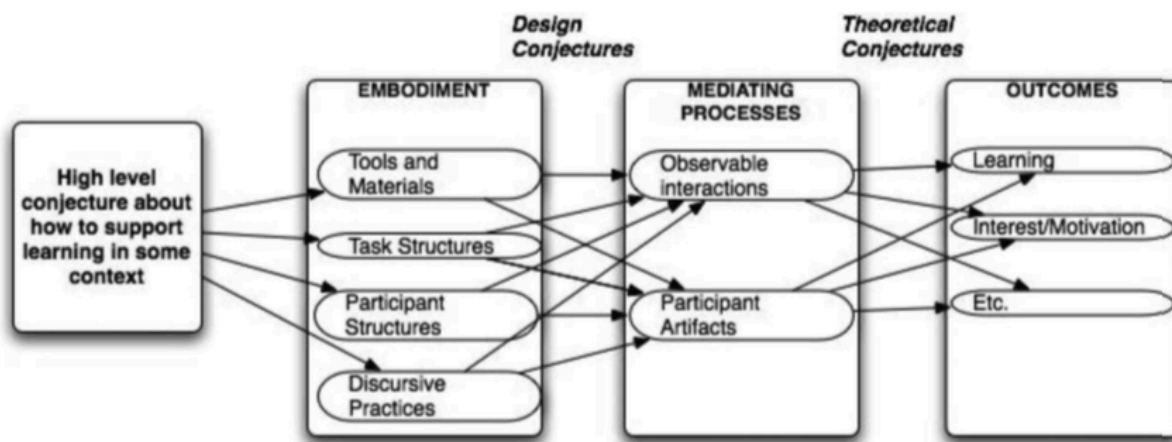 Design
Conjectures
Theoretical
Conjectures
High level
conjecture about
how to support
learning in some
context
EMBODIMENT
Tools and
Materials
Task Structures
Participant
Structures
Discursive
Practices
MEDIATING
PROCESSES
Observable
interactions
Participant
Artifacts
OUTCOMES
Learning
Interest/Motivation
Etc.